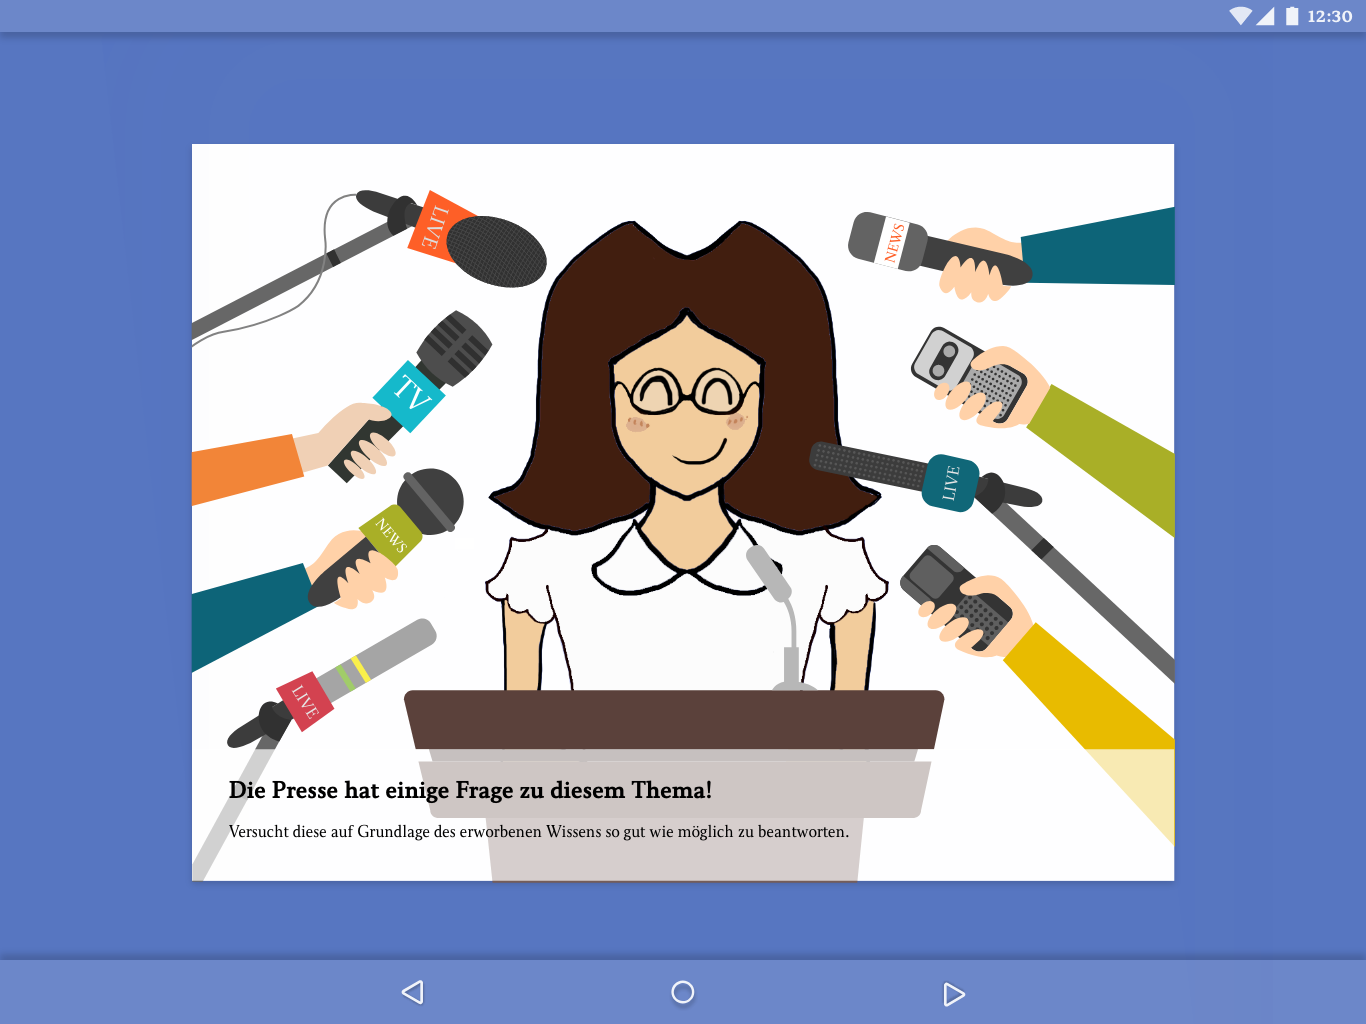 12:30
LIVE
NEWS
TV
LIVE
NEWS
LIVE
Die Presse hat einige Frage zu diesem Thema!
Versucht diese auf Grundlage des erworbenen Wissens so gut wie möglich zu beantworten.